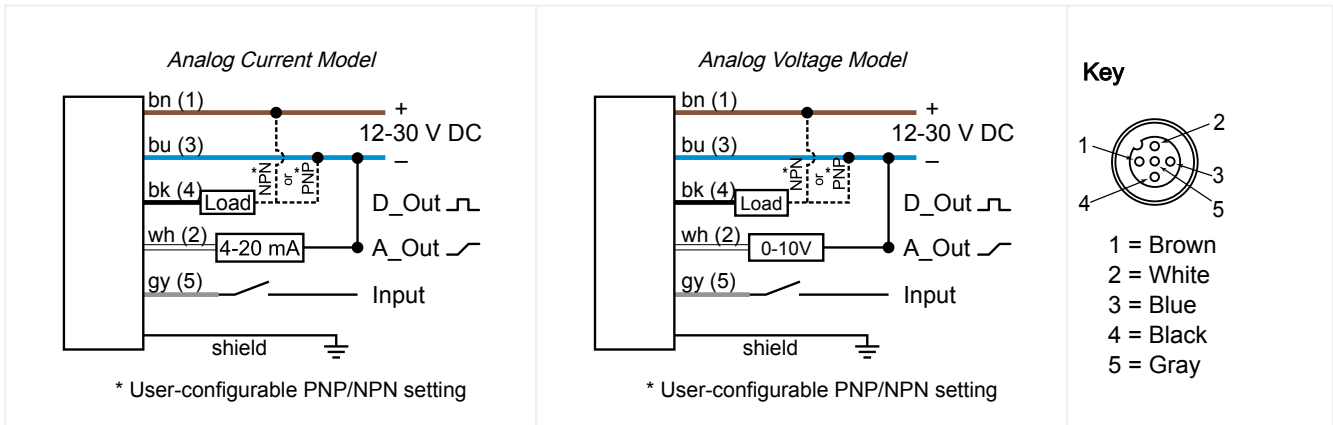 Analog Current Model
bn (1)
+
12-30 V DC
bu (3)
–
* NPN
or
* PNP
bk (4)
Load
D_Out
wh (2)
4-20 mA
A_Out
gy (5)
Input
shield
* User-configurable PNP/NPN setting
Analog Voltage Model
bn (1)
+
12-30 V DC
bu (3)
–
* NPN
or
* PNP
bk (4)
Load
D_Out
wh (2)
0-10V
A_Out
gy (5)
Input
shield
* User-configurable PNP/NPN setting
Key
2
1
3
4
5
1 = Brown
2 = White
3 = Blue
4 = Black
5 = Gray